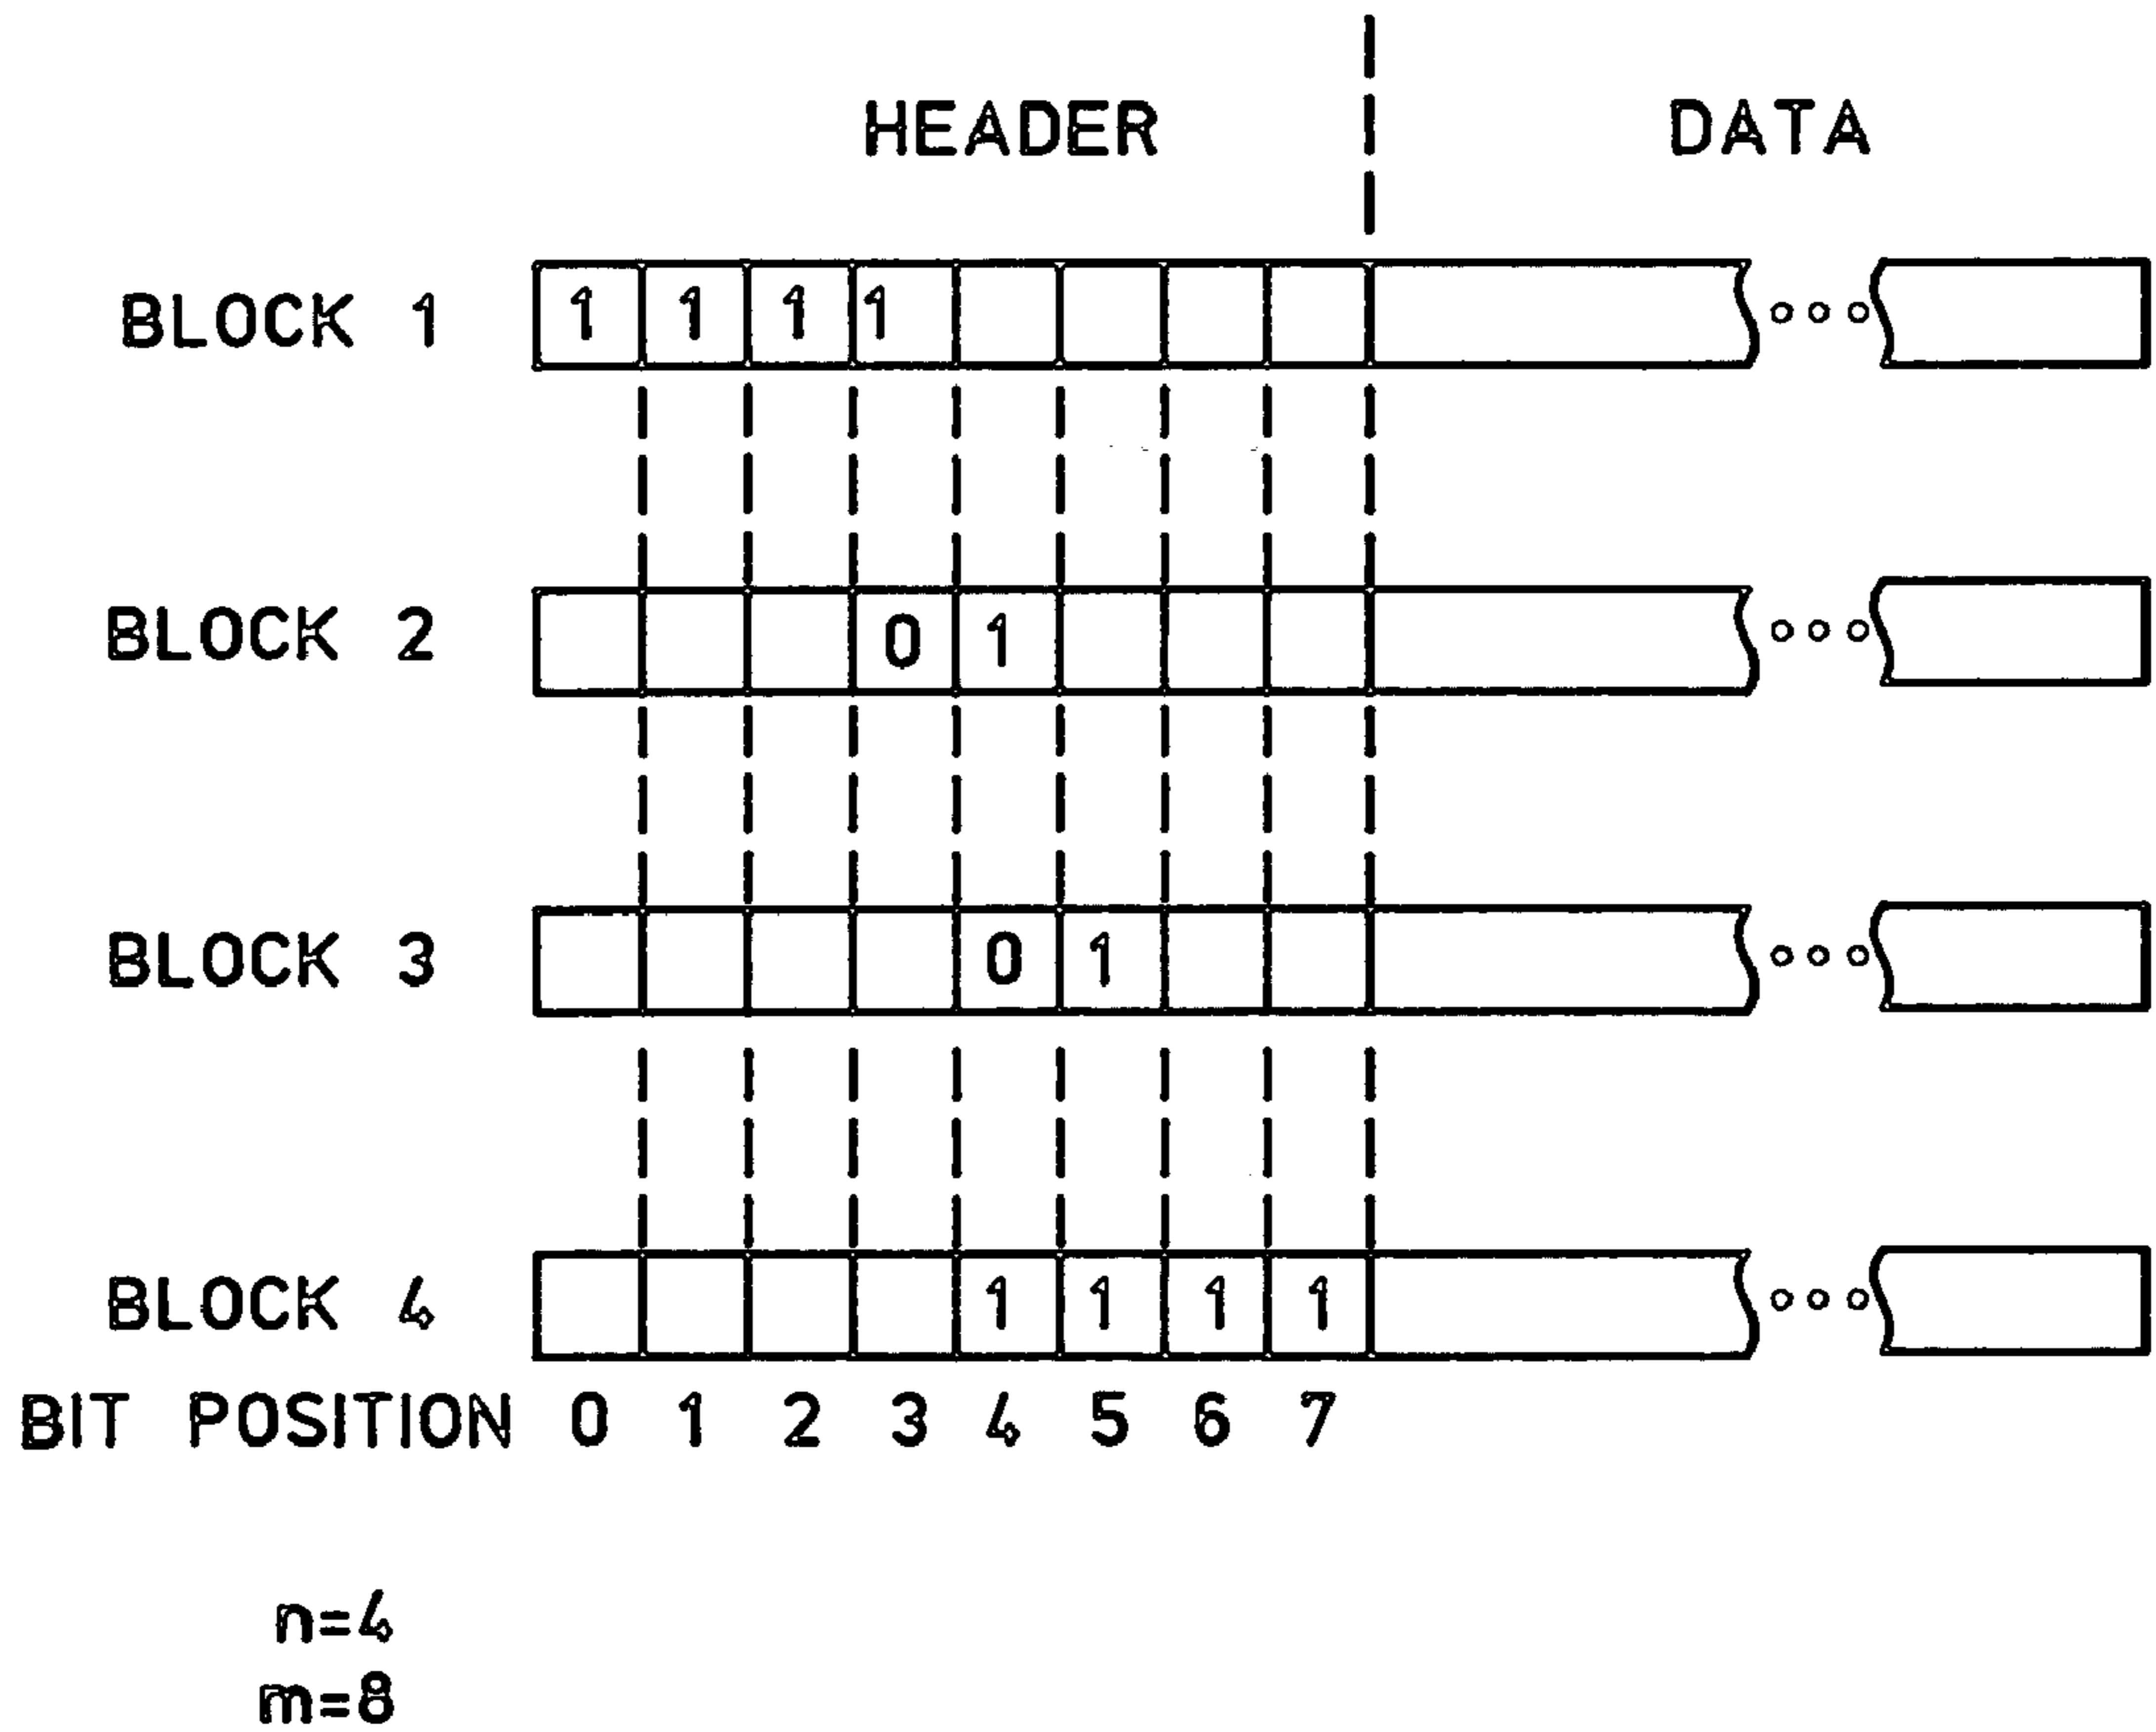 HEADER DATA
BLOCK 1 1 1 1 1
BLOCK 2 0 1
BLOCK 3 0 1
BLOCK 4 1 1 1 1
BIT POSITION 0 1 2 3 4 5 6 7
n=4
m=8